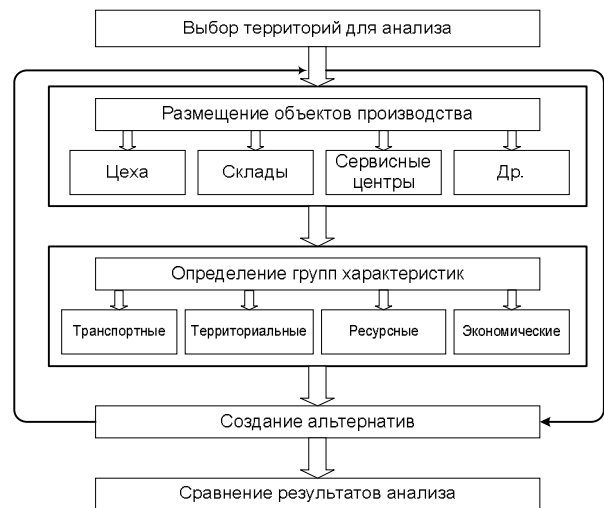 Выбор территорий для анализа
Размещение объектов производства
Цеха
Склады
Сервисные
центры
Др.
Определение групп характеристик
Транспортные
Территориальные
Ресурсные
Экономические
Создание альтернатив
Сравнение результатов анализа